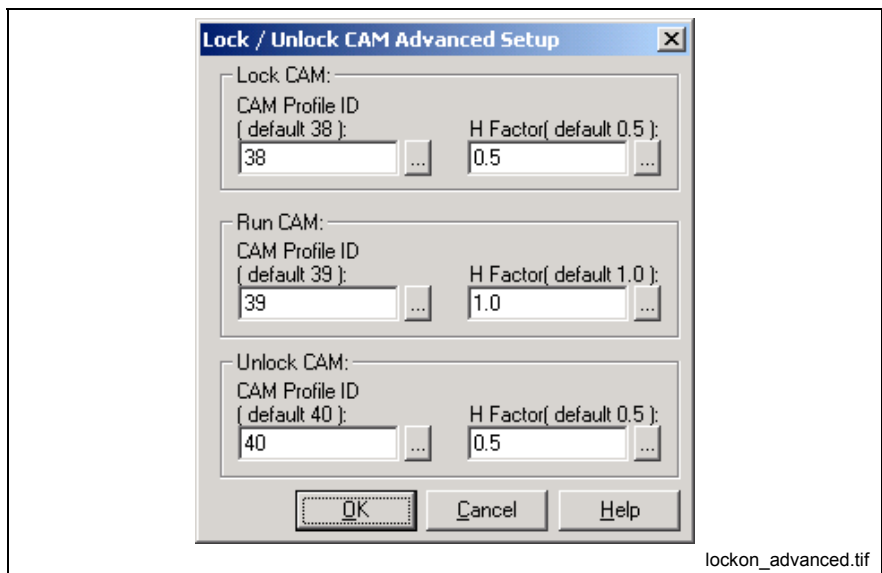 Lock / Unlock CAM Advanced Setup
Lock CAM:
CAM Profile ID
( default 38 ):
H Factor( default 0.5 ):
38
...
0.5
...
Run CAM:
CAM Profile ID
( default 39 ):
H Factor( default 1.0 ):
39
...
1.0
...
Unlock CAM:
CAM Profile ID
( default 40 ):
H Factor( default 0.5 ):
40
...
0.5
...
OK
Cancel
Help
lockon_advanced.tif